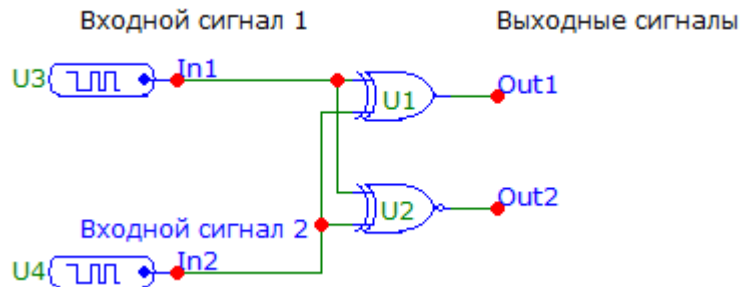 Входной сигнал 1
Выходные сигналы
U3
In1
U1
Out1
U2
Out2
Входной сигнал 2
U4
In2